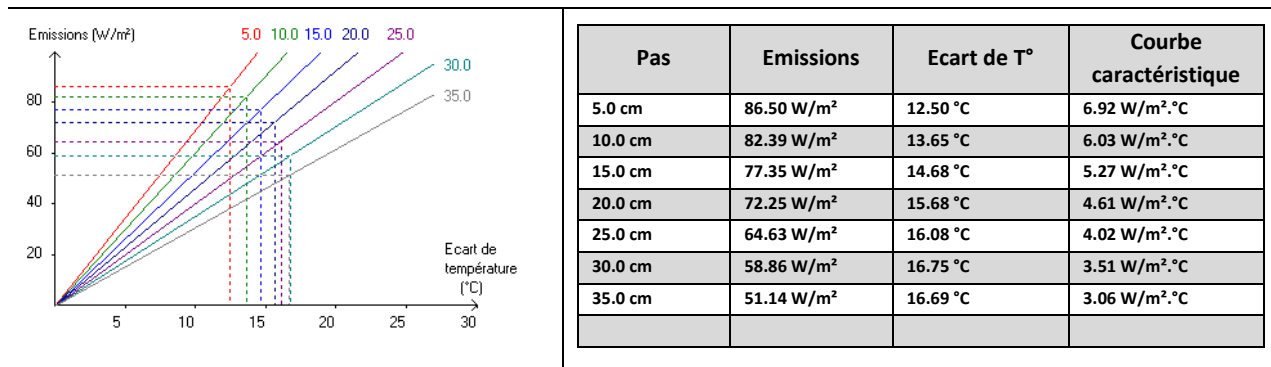 Emissions (W/m²)
5.0 10.0 15.0 20.0 25.0
30.0
35.0
80
60
40
20
Ecart de
température
(°C)
5 10 15 20 25 30
Pas Emissions Ecart de T° Courbe
caractéristique
5.0 cm 86.50 W/m² 12.50 °C 6.92 W/m².°C
10.0 cm 82.39 W/m² 13.65 °C 6.03 W/m².°C
15.0 cm 77.35 W/m² 14.68 °C 5.27 W/m².°C
20.0 cm 72.25 W/m² 15.68 °C 4.61 W/m².°C
25.0 cm 64.63 W/m² 16.08 °C 4.02 W/m².°C
30.0 cm 58.86 W/m² 16.75 °C 3.51 W/m².°C
35.0 cm 51.14 W/m² 16.69 °C 3.06 W/m².°C